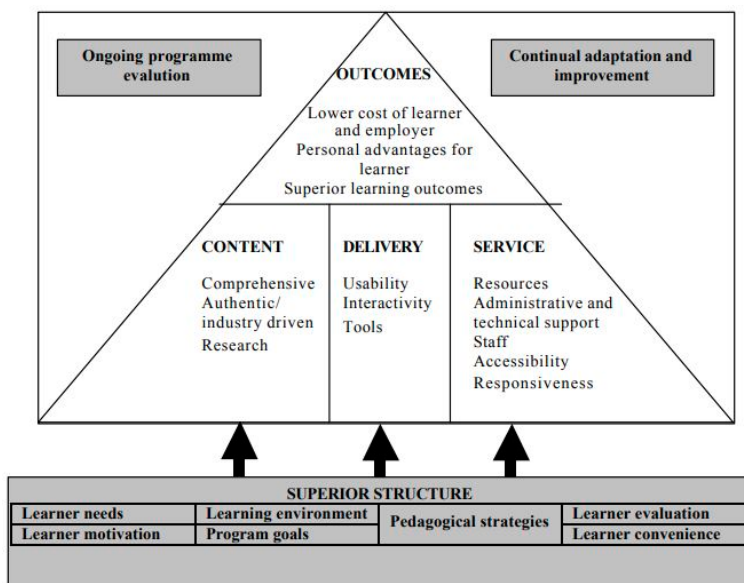 Ongoing programme
evalution
Continual adaptation and
improvement
OUTCOMES
Lower cost of learner
and employer
Personal advantages for
learner
Superior learning outcomes
CONTENT
Comprehensive
Authentic/
industry driven
Research
DELIVERY
Usability
Interactivity
Tools
SERVICE
Resources
Administrative and
technical support
Staff
Accessibility
Responsiveness
SUPERIOR STRUCTURE
Learner needs
Learning environment
Pedagogical strategies
Learner evaluation
Learner motivation
Program goals
Learner convenience